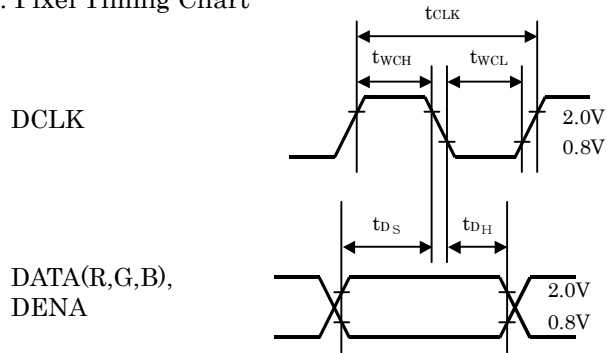 . Pixel Timing Chart
tCLK
tWCH tWCL
DCLK
2.0V
0.8V
tDS tDH
DATA(R,G,B),
DENA
2.0V
0.8V